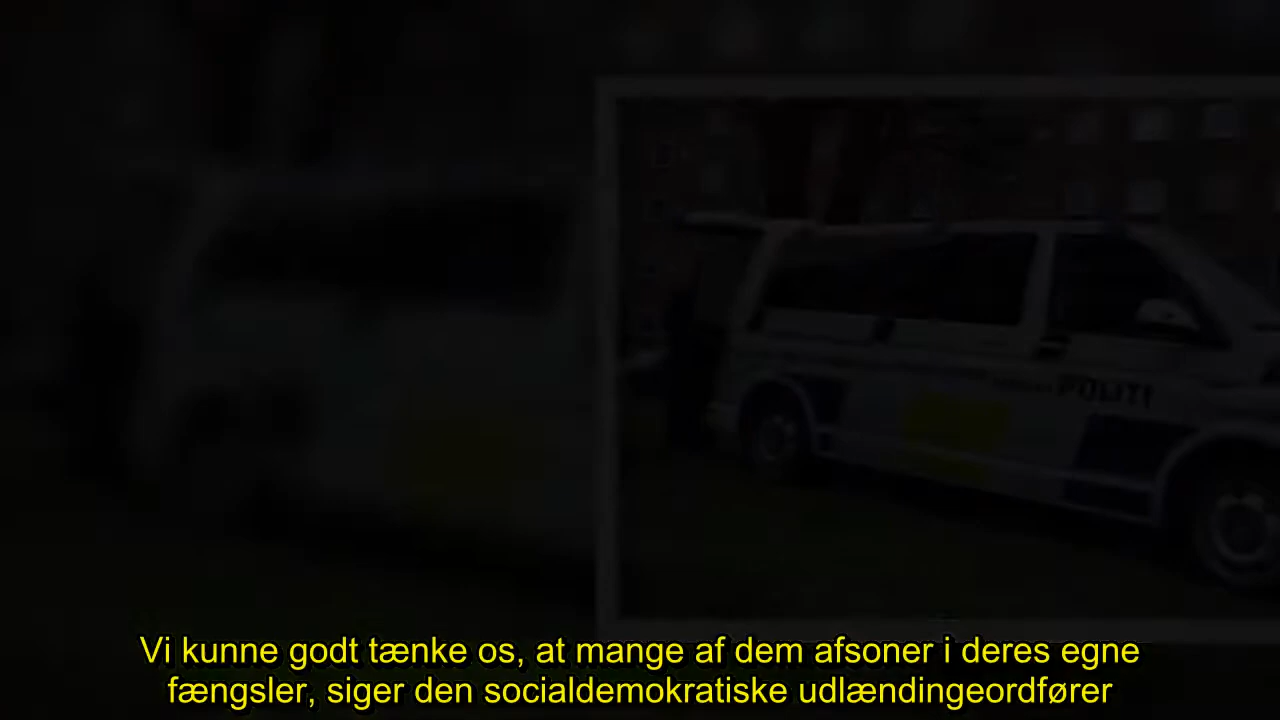 POLITI
Vi kunne godt tænke os, at mange af dem afsoner i deres egne
fængsler, siger den socialdemokratiske udlændingeordfører